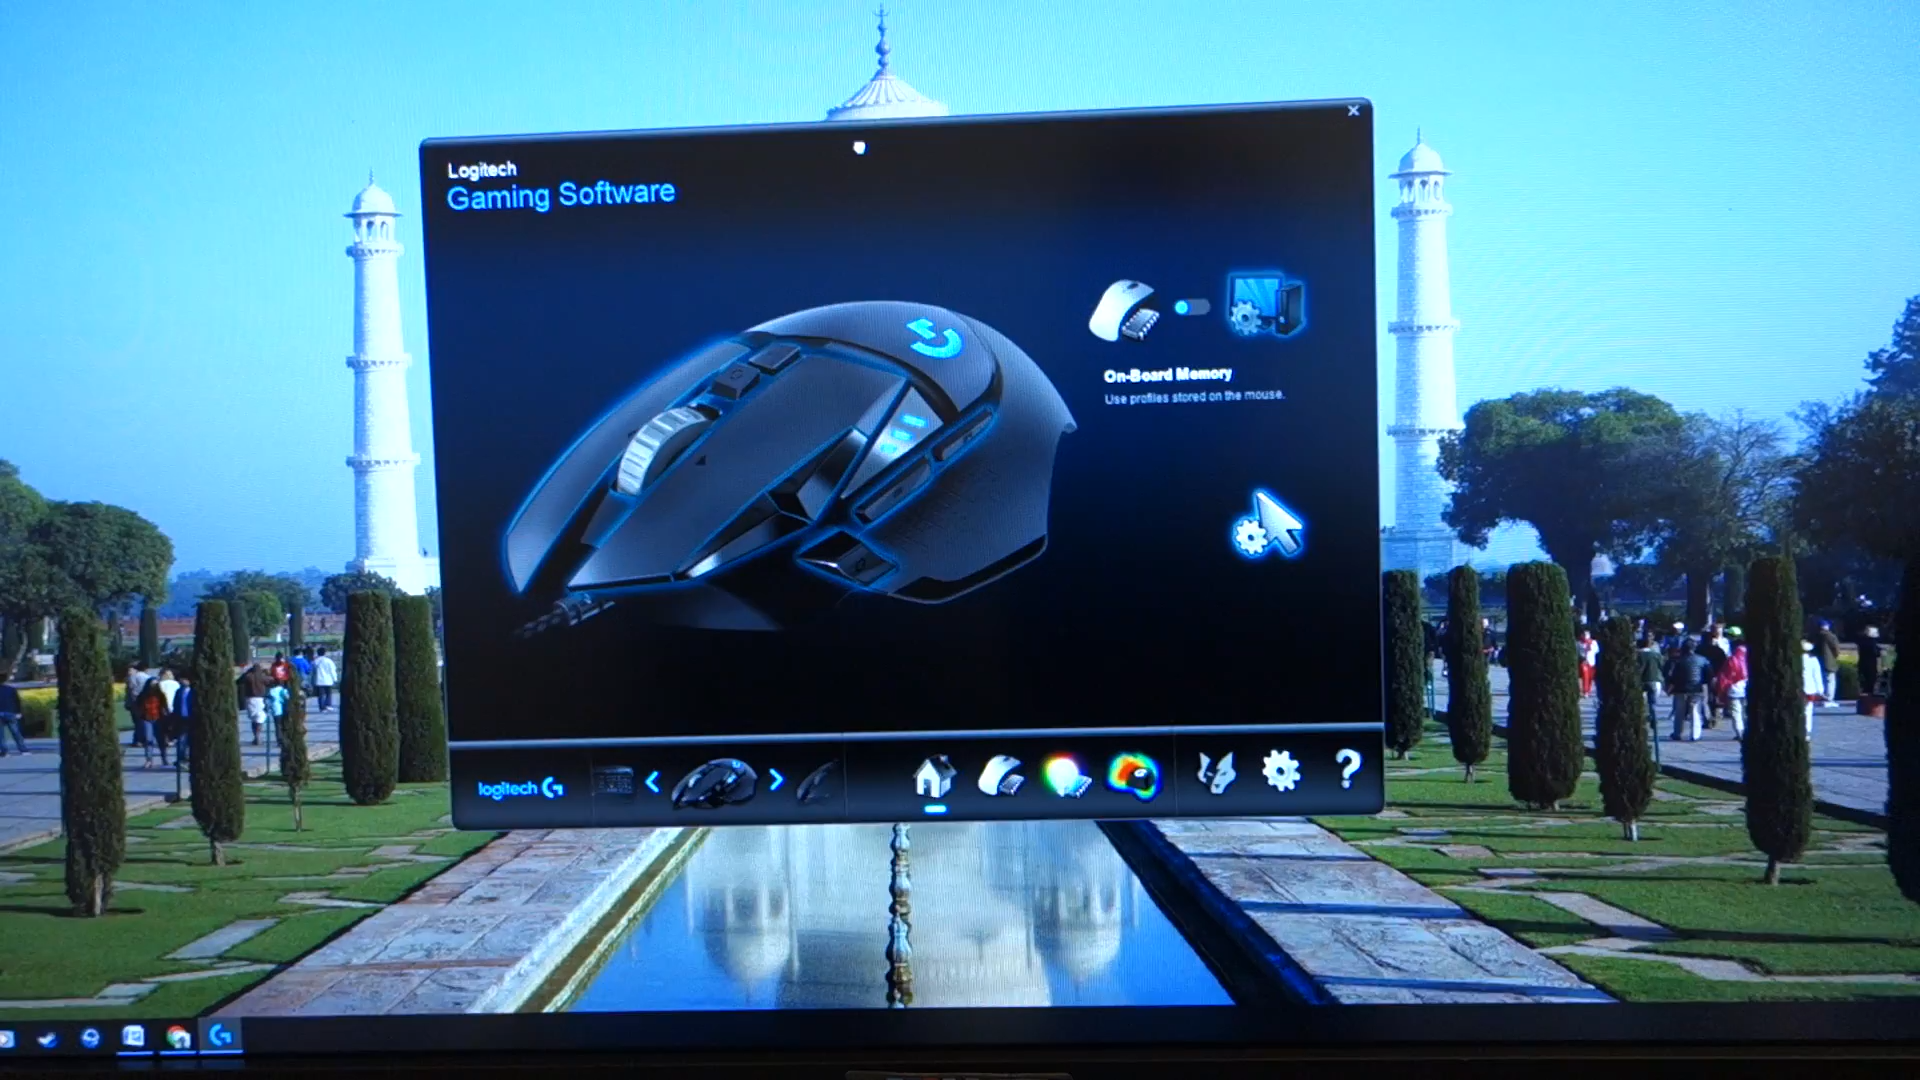 Logitech
Gaming Software
On-Board Memory
Use profiles stored on the mouse.
logitech G
?